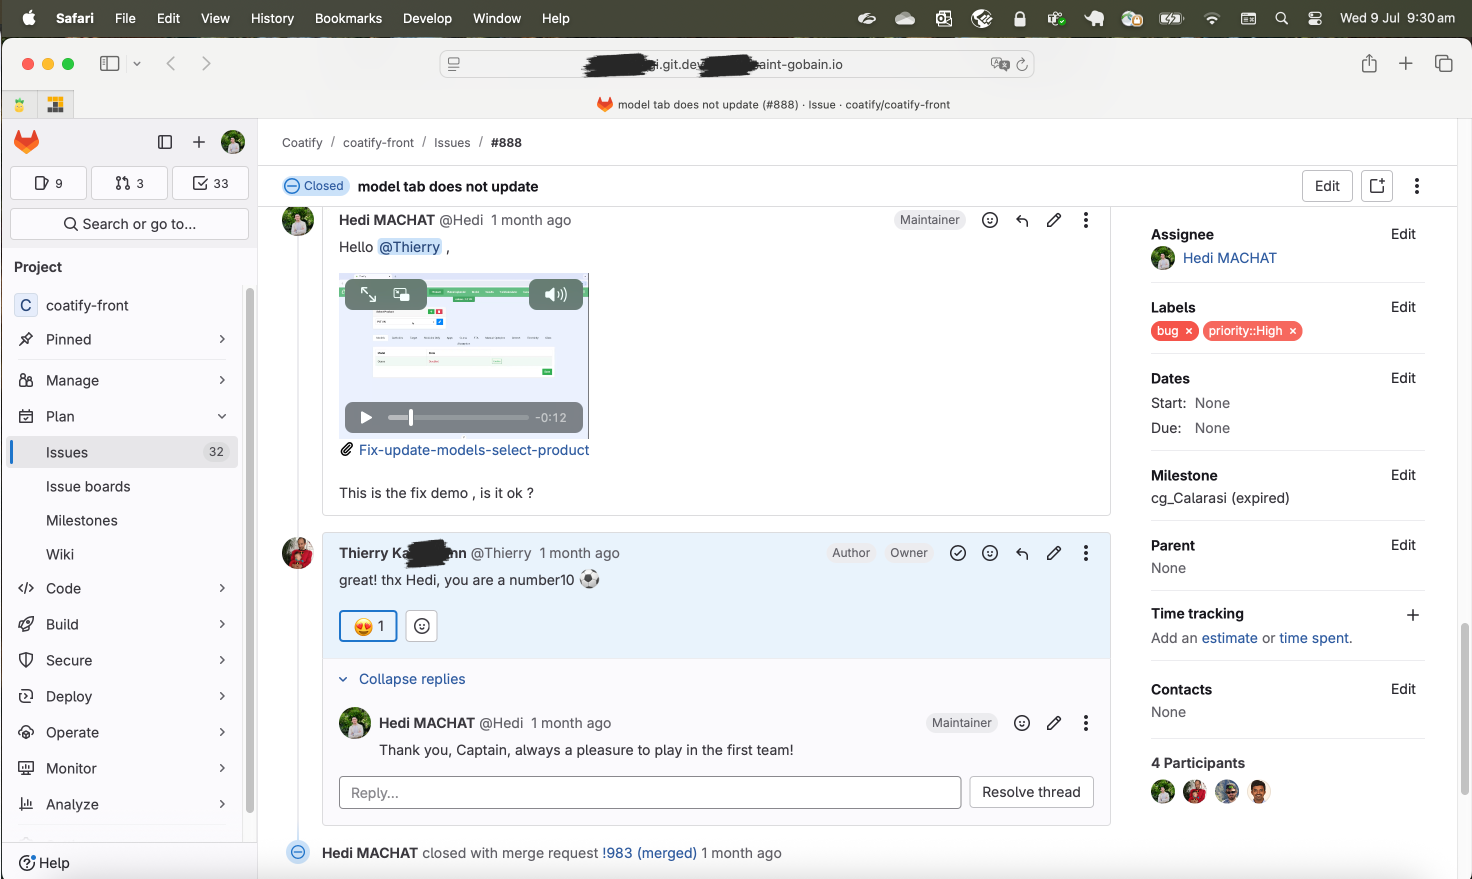 Safari File Edit View History Bookmarks Develop Window Help Wed 9 Jul 9:30 am
i.git.dev aint-gobain.io
model tab does not update (#888) · Issue · coatify/coatify-front
Coatify / coatify-front / Issues / #888
9 3 33
Closed model tab does not update Edit
Search or go to...
Project
C coatify-front
Pinned
Manage
Plan
Issues 32
Issue boards
Milestones
Wiki
Code
Build
Secure
Deploy
Operate
Monitor
Analyze
Help
Hedi MACHAT @Hedi 1 month ago Maintainer
Hello @Thierry ,
-0:12
Fix-update-models-select-product
This is the fix demo , is it ok ?
Thierry Ka nn @Thierry 1 month ago Author Owner
great! thx Hedi, you are a number10 ⚽
😍 1
Collapse replies
Hedi MACHAT @Hedi 1 month ago Maintainer
Thank you, Captain, always a pleasure to play in the first team!
Reply... Resolve thread
Hedi MACHAT closed with merge request !983 (merged) 1 month ago
Assignee Edit
Hedi MACHAT
Labels Edit
bug × priority::High ×
Dates Edit
Start: None
Due: None
Milestone Edit
cg_Calarasi (expired)
Parent Edit
None
Time tracking +
Add an estimate or time spent.
Contacts Edit
None
4 Participants